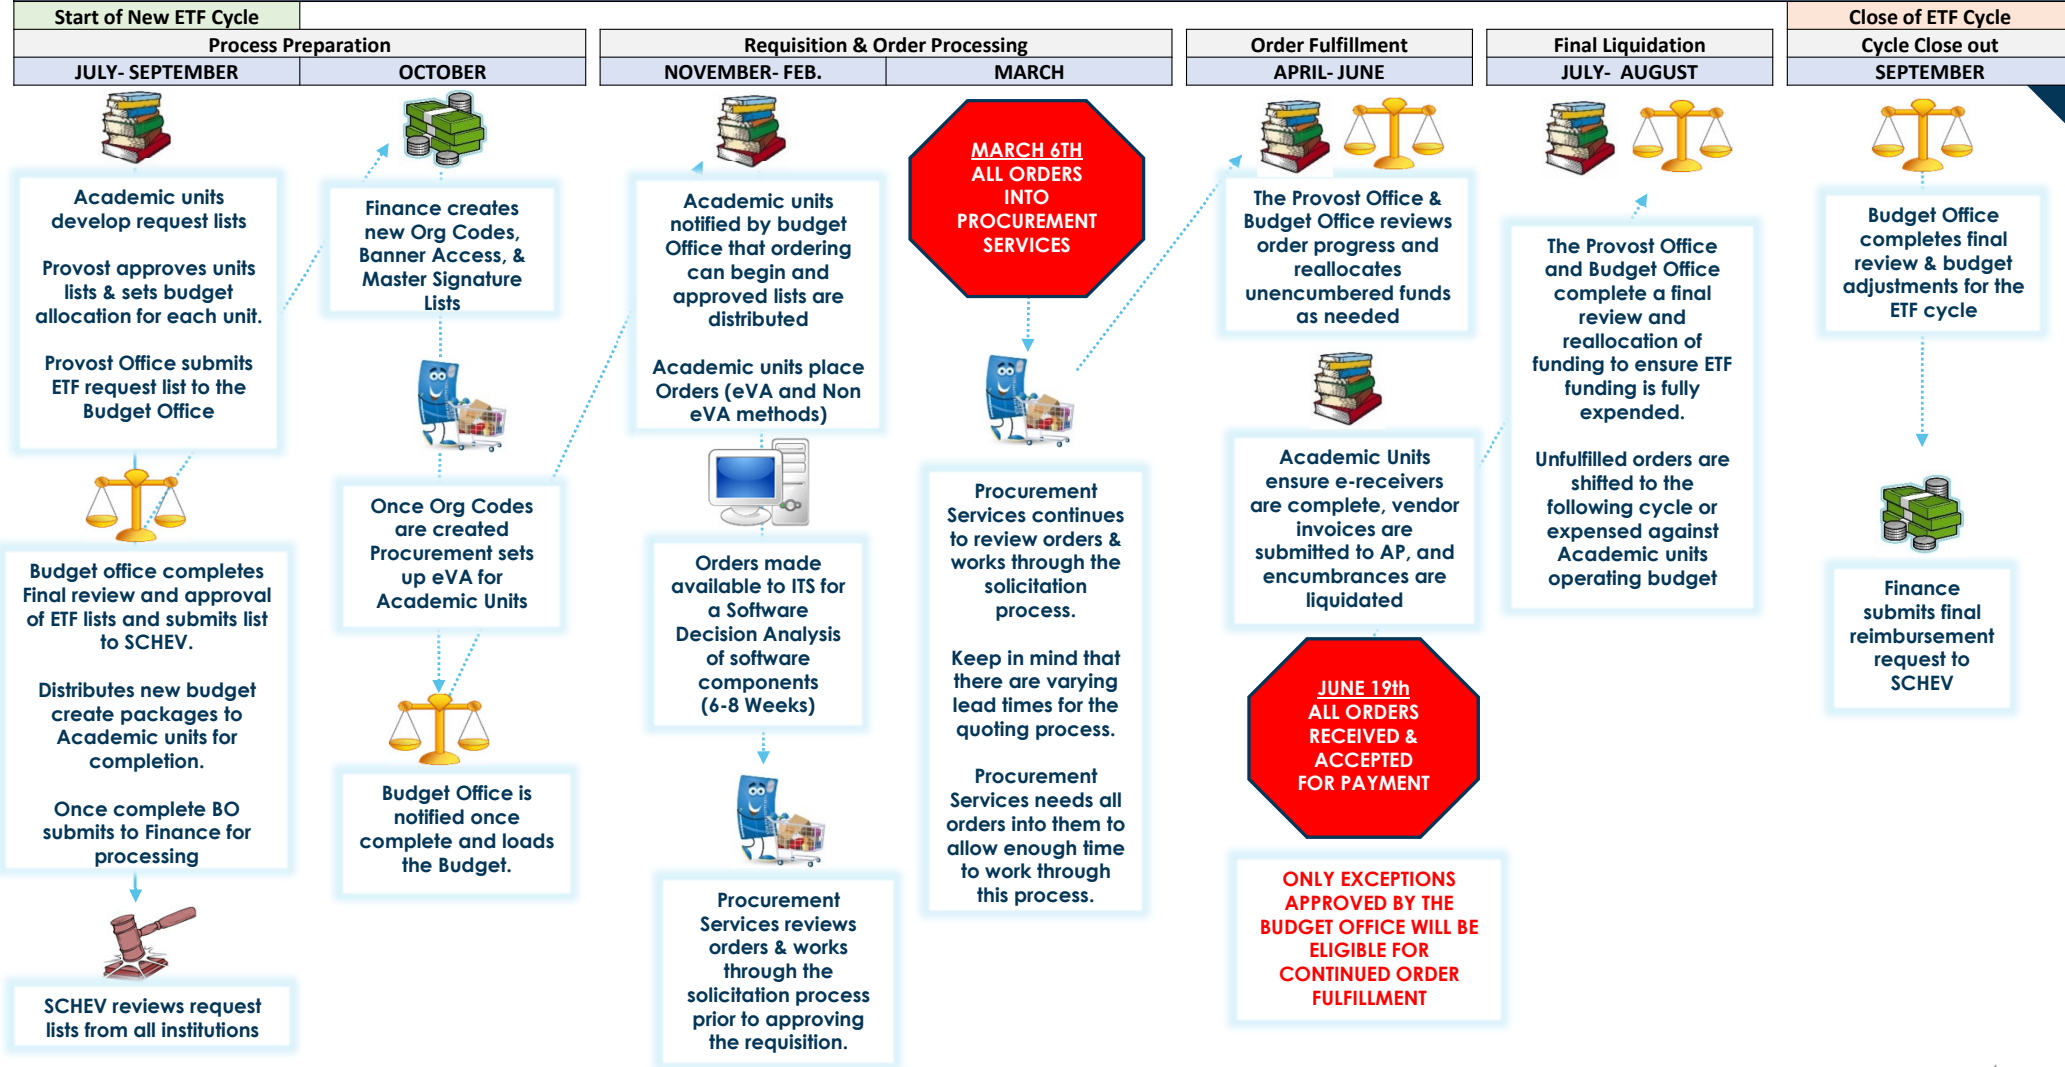 Start of New ETF Cycle
Close of ETF Cycle
Process Preparation
Requisition & Order Processing
Order Fulfillment
Final Liquidation
Cycle Close out
JULY- SEPTEMBER
OCTOBER
NOVEMBER- FEB.
MARCH
APRIL- JUNE
JULY- AUGUST
SEPTEMBER
Academic units
develop request lists
Provost approves units
lists & sets budget
allocation for each unit.
Provost Office submits
ETF request list to the
Budget Office
Budget office completes
Final review and approval
of ETF lists and submits list
to SCHEV.
Distributes new budget
create packages to
Academic units for
completion.
Once complete BO
submits to Finance for
processing
SCHEV reviews request
lists from all institutions
Finance creates
new Org Codes,
Banner Access, &
Master Signature
Lists
Once Org Codes
are created
Procurement sets
up eVA for
Academic Units
Budget Office is
notified once
complete and loads
the Budget.
Academic units
notified by budget
Office that ordering
can begin and
approved lists are
distributed
Academic units place
Orders (eVA and Non
eVA methods)
Orders made
available to ITS for
a Software
Decision Analysis
of software
components
(6-8 Weeks)
Procurement
Services reviews
orders & works
through the
solicitation process
prior to approving
the requisition.
MARCH 6TH
ALL ORDERS
INTO
PROCUREMENT
SERVICES
Procurement
Services continues
to review orders &
works through the
solicitation
process.
Keep in mind that
there are varying
lead times for the
quoting process.
Procurement
Services needs all
orders into them to
allow enough time
to work through
this process.
The Provost Office &
Budget Office reviews
order progress and
reallocates
unencumbered funds
as needed
Academic Units
ensure e-receivers
are complete, vendor
invoices are
submitted to AP, and
encumbrances are
liquidated
JUNE 19th
ALL ORDERS
RECEIVED &
ACCEPTED
FOR PAYMENT
ONLY EXCEPTIONS
APPROVED BY THE
BUDGET OFFICE WILL BE
ELIGIBLE FOR
CONTINUED ORDER
FULFILLMENT
The Provost Office
and Budget Office
complete a final
review and
reallocation of
funding to ensure ETF
funding is fully
expended.
Unfulfilled orders are
shifted to the
following cycle or
expensed against
Academic units
operating budget
Budget Office
completes final
review & budget
adjustments for the
ETF cycle
Finance
submits final
reimbursement
request to
SCHEV